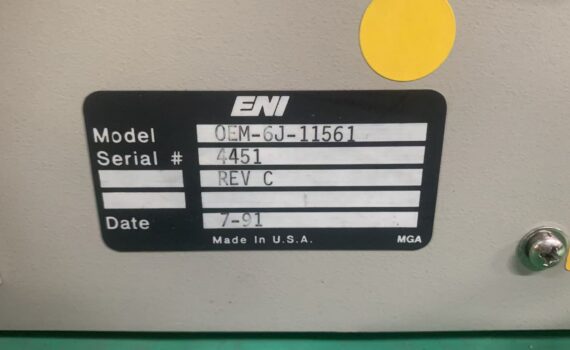 ENI
Model OEM-6J-11561
Serial # 4451
REV C
Date 7-91
Made In U.S.A. MGA